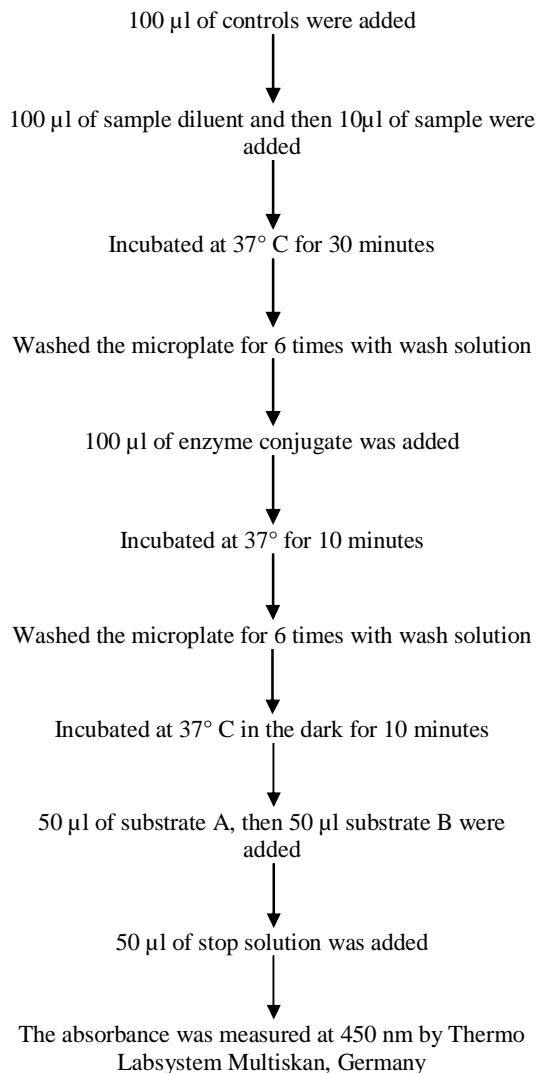 100 µl of controls were added
100 µl of sample diluent and then 10µl of sample were
added
Incubated at 37° C for 30 minutes
Washed the microplate for 6 times with wash solution
100 µl of enzyme conjugate was added
Incubated at 37° for 10 minutes
Washed the microplate for 6 times with wash solution
Incubated at 37° C in the dark for 10 minutes
50 µl of substrate A, then 50 µl substrate B were
added
50 µl of stop solution was added
The absorbance was measured at 450 nm by Thermo
Labsystem Multiskan, Germany